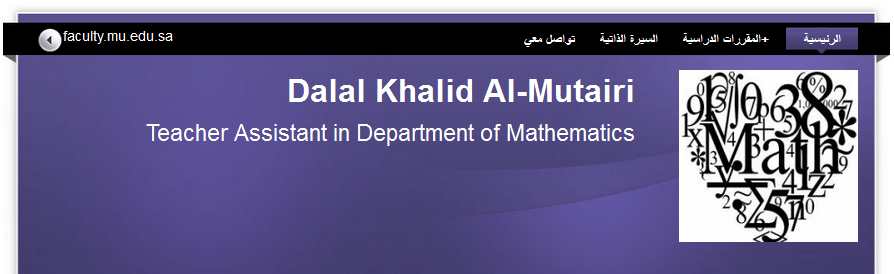 faculty.mu.edu.sa
الرئيسية
+المقررات الدراسية
السيرة الذاتية
تواصل معي
Dalal Khalid Al-Mutairi
Teacher Assistant in Department of Mathematics
Math